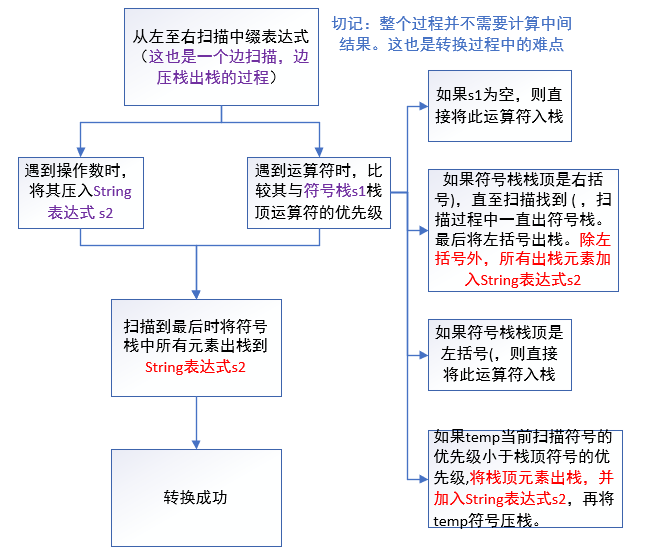 从左至右扫描中缀表达式
（这也是一个边扫描，边
压栈出栈的过程）
切记：整个过程并不需要计算中间
结果。这也是转换过程中的难点
如果s1为空，则直
接将此运算符入栈
遇到操作数时，
将其压入String
表达式 s2
遇到运算符时，比
较其与符号栈s1栈
顶运算符的优先级
如果符号栈栈顶是右括
号)，直至扫描找到 ( ，扫
描过程中一直出符号栈。
最后将左括号出栈。除左
括号外，所有出栈元素加
入String表达式s2
扫描到最后时将符号
栈中所有元素出栈到
String表达式s2
如果符号栈栈顶是
左括号(，则直接
将此运算符入栈
如果temp当前扫描符号的
优先级小于栈顶符号的优
先级,将栈顶元素出栈，并
加入String表达式s2，再将
temp符号压栈。
转换成功